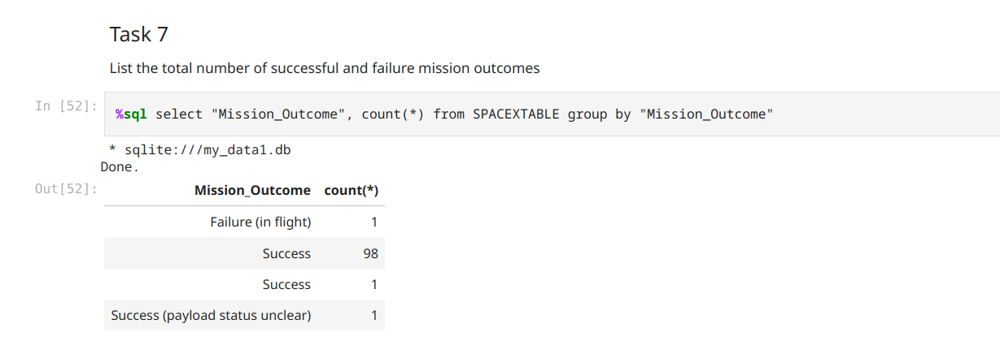 Task 7
List the total number of successful and failure mission outcomes
In [52]: %sql select "Mission_Outcome", count(*) from SPACEXTABLE group by "Mission_Outcome"
* sqlite:///my_data1.db
Done.
Out[52]:
Mission_Outcome count(*)
Failure (in flight) 1
Success 98
Success 1
Success (payload status unclear) 1